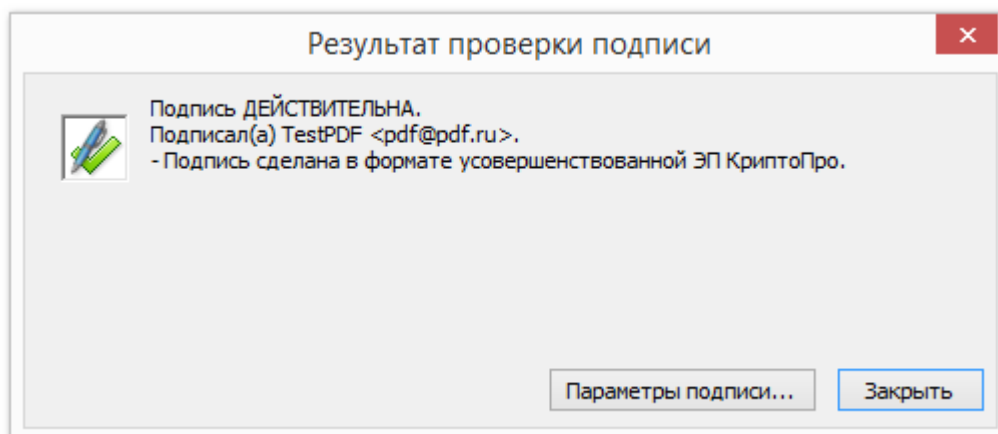 Результат проверки подписи
Подпись ДЕЙСТВИТЕЛЬНА.
Подписал(а) TestPDF <pdf@pdf.ru>.
- Подпись сделана в формате усовершенствованной ЭП КриптоПро.
Параметры подписи... Закрыть